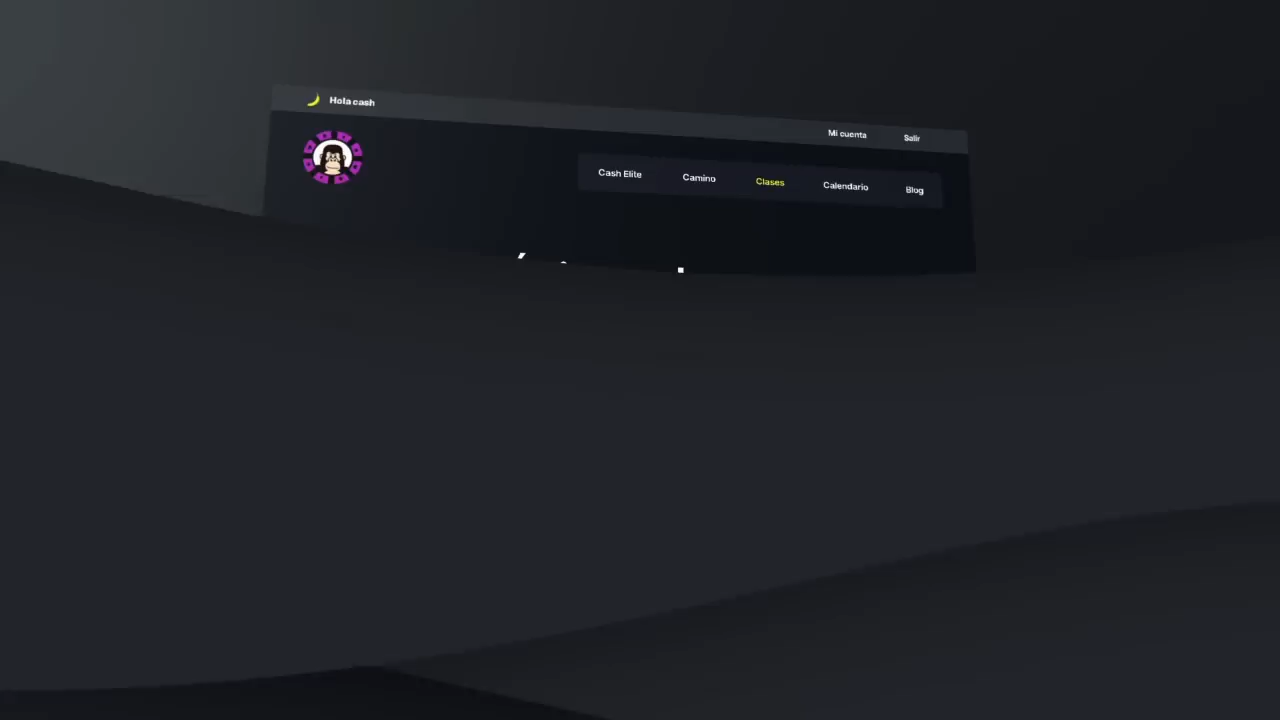 Hola cash
Mi cuenta
Salir
Cash Elite
Camino
Clases
Calendario
Blog